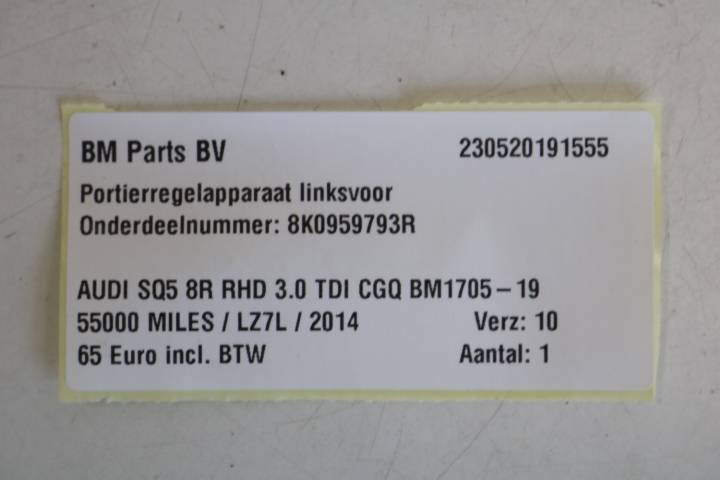 BM Parts BV 230520191555
Portierregelapparaat linksvoor
Onderdeelnummer: 8K0959793R
AUDI SQ5 8R RHD 3.0 TDI CGQ BM1705-19
55000 MILES / LZ7L / 2014 Verz: 10
65 Euro incl. BTW Aantal: 1